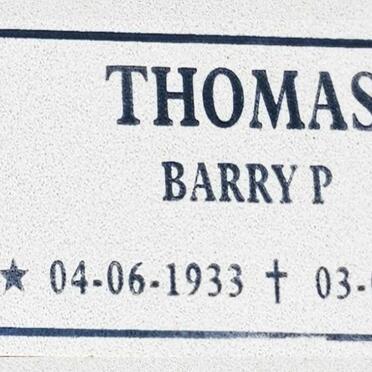 THOMAS
BARRY P
★ 04-06-1933 † 03-